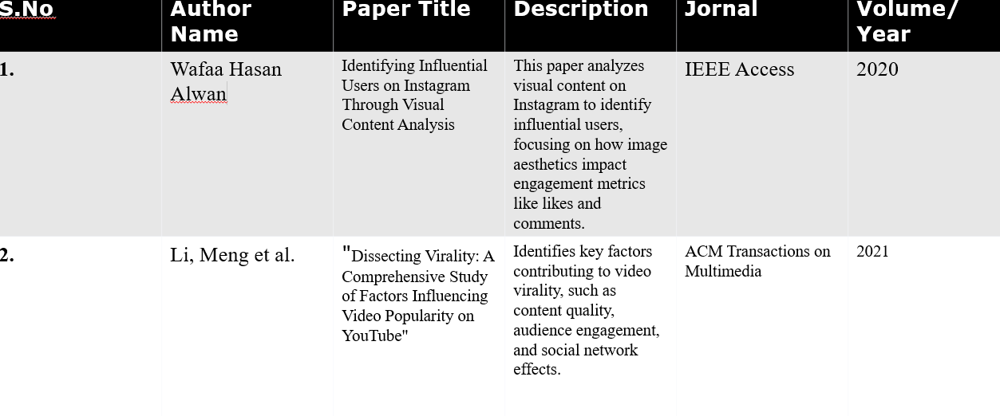 S.No
Author
Name
Paper Title
Description
Jornal
Volume/
Year
1.
Wafaa Hasan
Alwan
Identifying Influential
Users on Instagram
Through Visual
Content Analysis
This paper analyzes
visual content on
Instagram to identify
influential users,
focusing on how image
aesthetics impact
engagement metrics
like likes and
comments.
IEEE Access
2020
2.
Li, Meng et al.
"Dissecting Virality: A
Comprehensive Study
of Factors Influencing
Video Popularity on
YouTube"
Identifies key factors
contributing to video
virality, such as
content quality,
audience engagement,
and social network
effects.
ACM Transactions on
Multimedia
2021